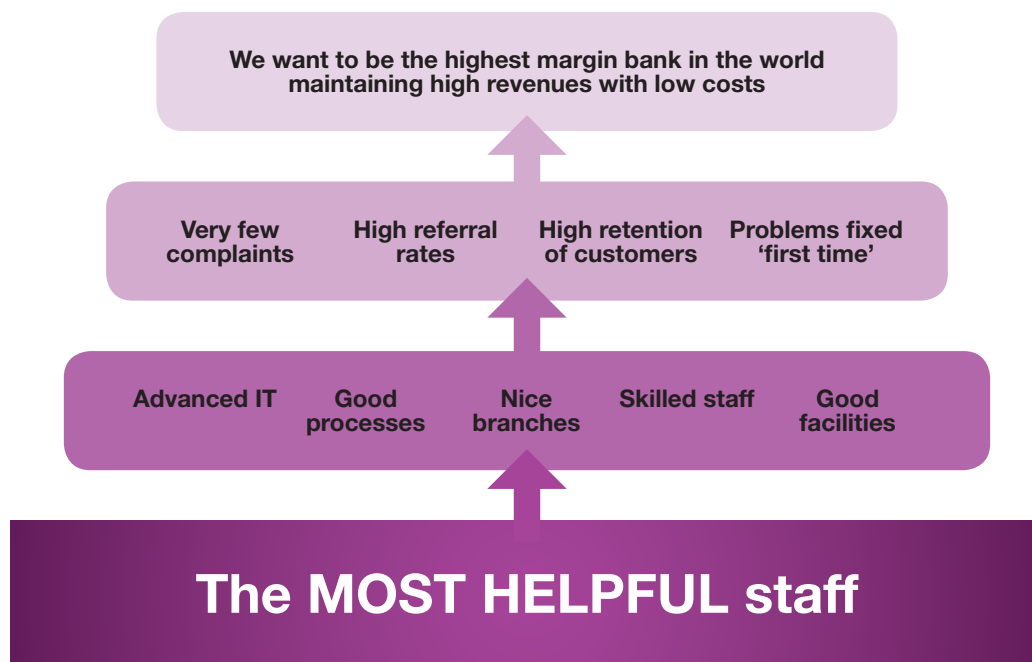 We want to be the highest margin bank in the world
maintaining high revenues with low costs
Very few
complaints
High referral
rates
High retention
of customers
Problems fixed
‘first time’
Advanced IT
Good
processes
Nice
branches
Skilled staff
Good
facilities
The MOST HELPFUL staff